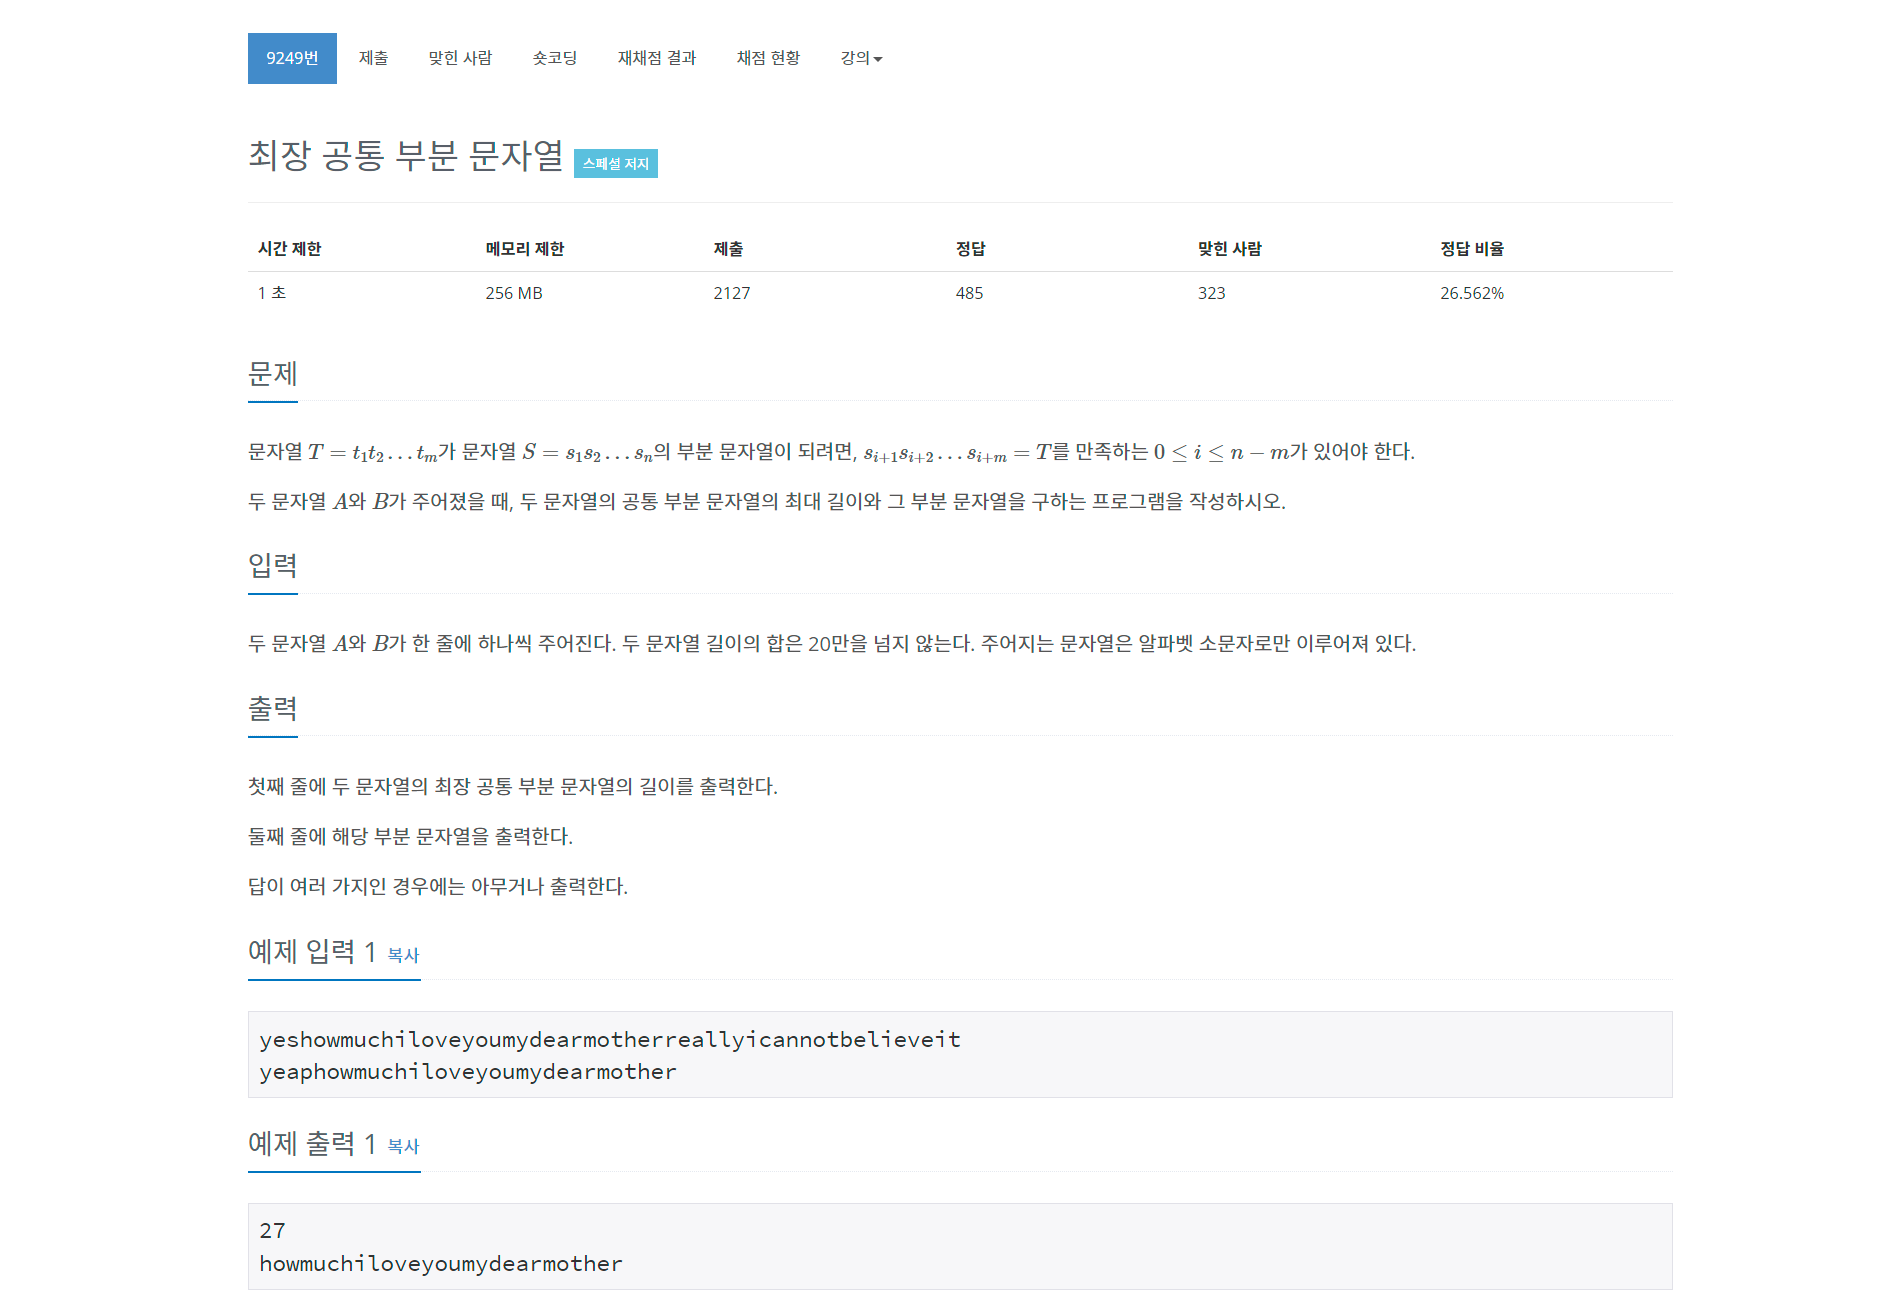 9249번 제출 맞힌 사람 숏코딩 재채점 결과 채점 현황 강의
최장 공통 부분 문자열 스페셜 저지
시간 제한 메모리 제한 제출 정답 맞힌 사람 정답 비율
1 초 256 MB 2127 485 323 26.562%
문제
문자열 T = t₁t₂…tₘ가 문자열 S = s₁s₂…sₙ의 부분 문자열이 되려면, sᵢ₊₁sᵢ₊₂…sᵢ₊ₘ = T를 만족하는 0 ≤ i ≤ n − m가 있어야 한다.
두 문자열 A와 B가 주어졌을 때, 두 문자열의 공통 부분 문자열의 최대 길이와 그 부분 문자열을 구하는 프로그램을 작성하시오.
입력
두 문자열 A와 B가 한 줄에 하나씩 주어진다. 두 문자열 길이의 합은 20만을 넘지 않는다. 주어지는 문자열은 알파벳 소문자로만 이루어져 있다.
출력
첫째 줄에 두 문자열의 최장 공통 부분 문자열의 길이를 출력한다.
둘째 줄에 해당 부분 문자열을 출력한다.
답이 여러 가지인 경우에는 아무거나 출력한다.
예제 입력 1 복사
yeshowmuchiloveyoumydearmotherreallyicannotbelieveit
yeaphowmuchiloveyoumydearmother
예제 출력 1 복사
27
howmuchiloveyoumydearmother